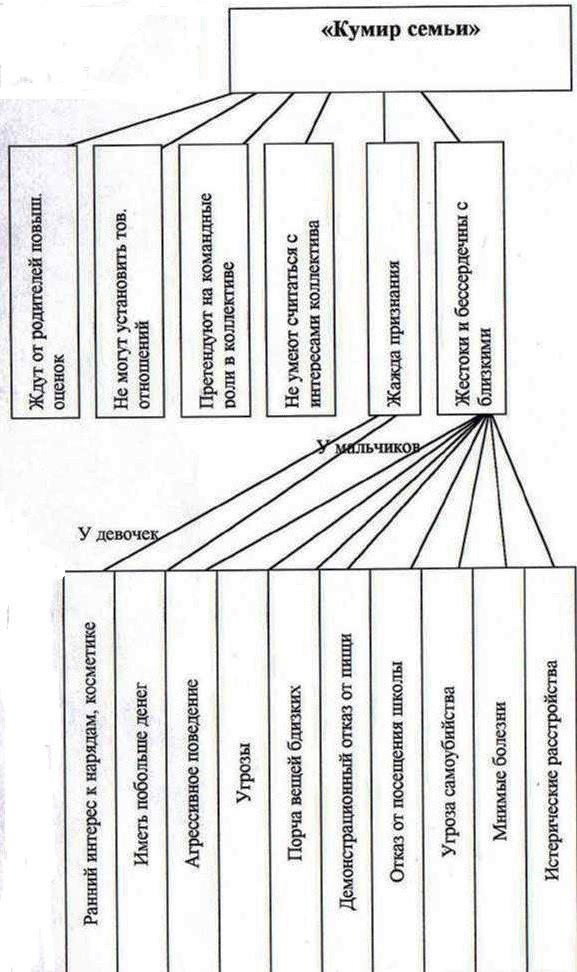 «Кумир семьи»
Ждут от родителей повыш.
оценок
Не могут установить тов.
отношений
Претендуют на командные
роли в коллективе
Не умеют считаться с
интересами коллектива
Жажда признания
Жестоки и бессердечны с
близкими
У мальчиков
У девочек
Ранний интерес к нарядам, косметике
Иметь побольше денег
Агрессивное поведение
Угрозы
Порча вещей бдизких
Демонстрационный отказ от пищи
Отказ от посещения школы
Угроза самоубийства
Мнимые болезни
Истерические расстройства